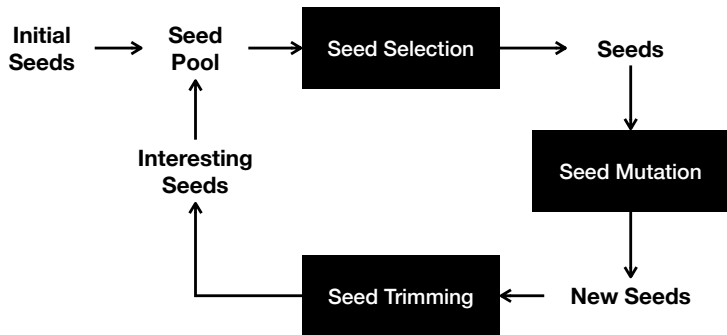 Initial
Seeds
Seed
Pool
Seed Selection
Seeds
Interesting
Seeds
Seed Mutation
Seed Trimming
New Seeds